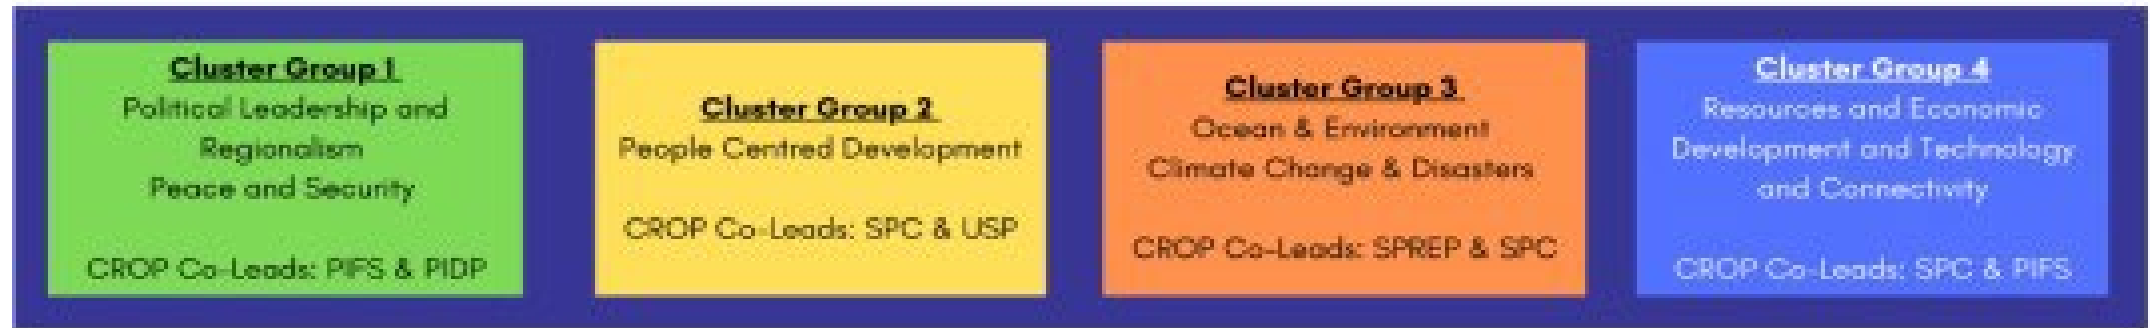 Cluster Group 1
Political Leadership and
Regionalism
Peace and Security
CROP Co-Leads: PIFS & PIDP
Cluster Group 2
People Centred Development
CROP Co-Leads: SPC & USP
Cluster Group 3
Ocean & Environment
Climate Change & Disasters
CROP Co-Leads: SPREP & SPC
Cluster Group 4
Resources and Economic
Development and Technology
and Connectivity
CROP Co-Leads: SPC & PIFS